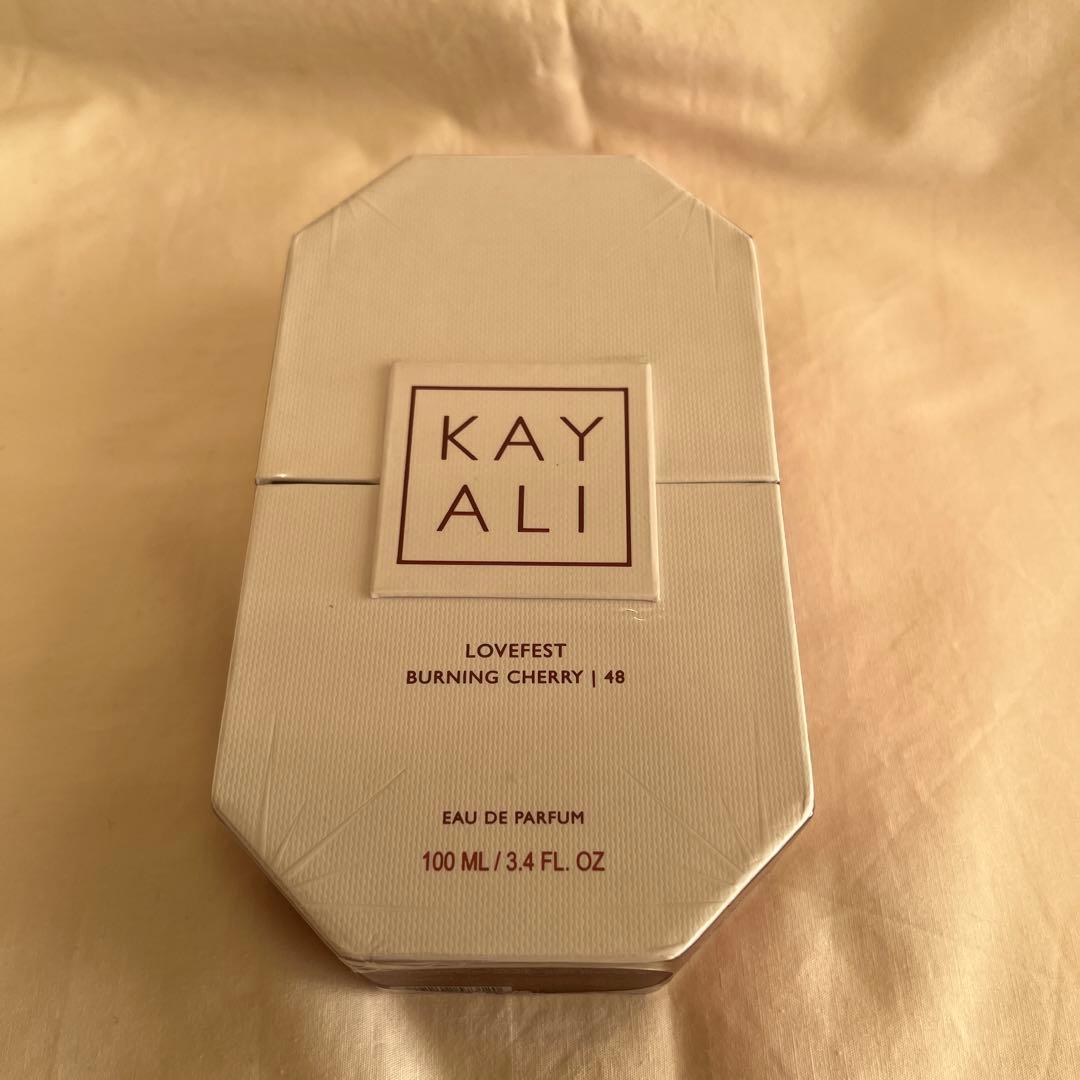 KAY
ALI
LOVEFEST
BURNING CHERRY | 48
EAU DE PARFUM
100 ML / 3.4 FL. OZ